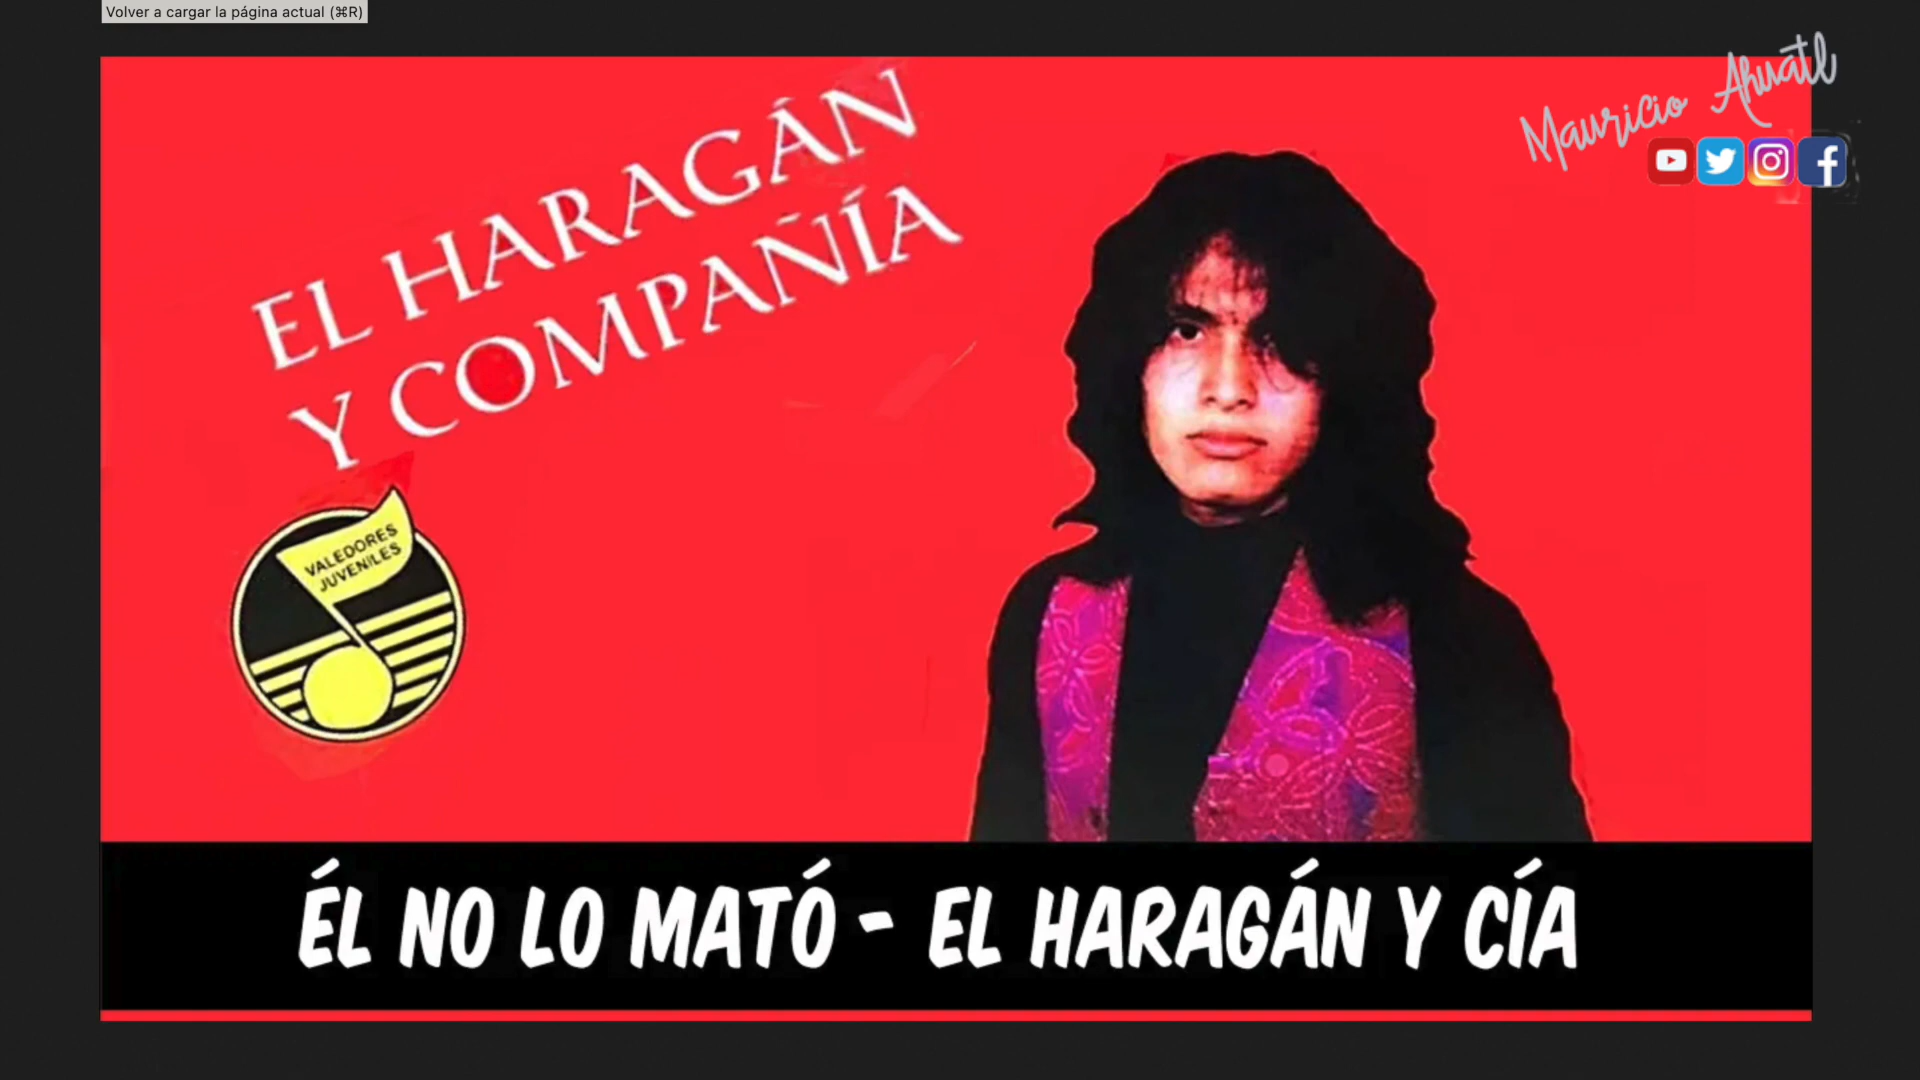 Volver a cargar la página actual (⌘R)
Mauricio Ahuatl
EL HARAGÁN
Y COMPAÑÍA
VALEDORES
JUVENILES
ÉL NO LO MATÓ - EL HARAGÁN Y CÍA